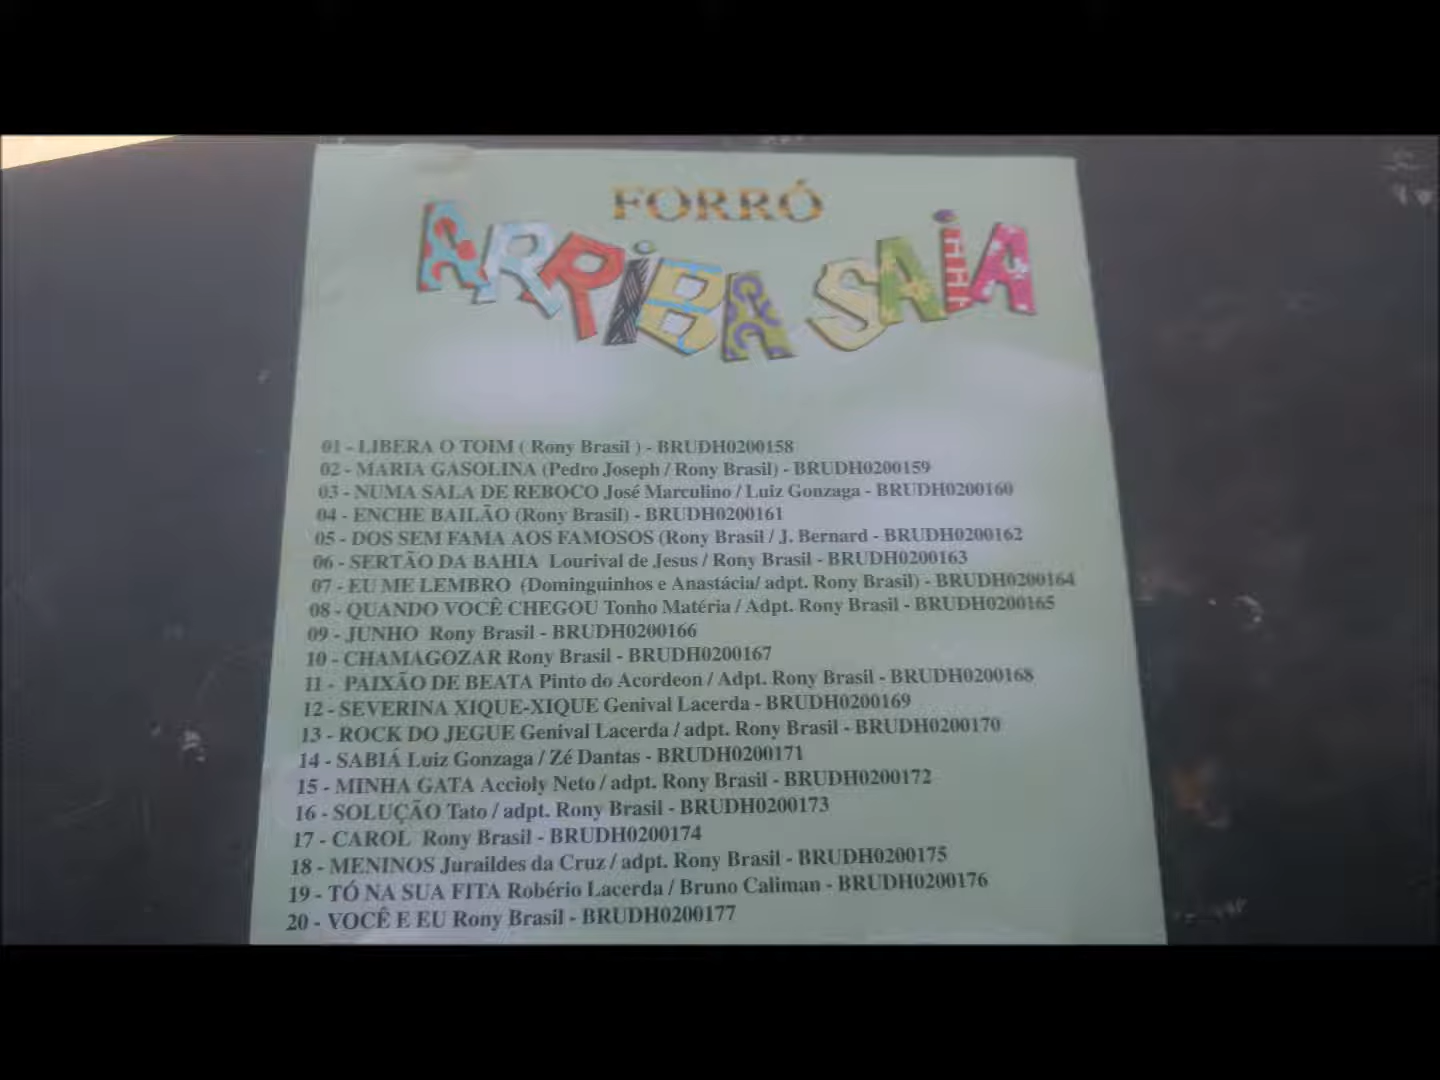 FORRÓ
ARRiBA SAiA
01 - LIBERA O TOIM ( Rony Brasil ) - BRUDH0200158
02 - MARIA GASOLINA (Pedro Joseph / Rony Brasil) - BRUDH0200159
03 - NUMA SALA DE REBOCO José Marculino / Luiz Gonzaga - BRUDH0200160
04 - ENCHE BAILÃO (Rony Brasil) - BRUDH0200161
05 - DOS SEM FAMA AOS FAMOSOS (Rony Brasil / J. Bernard - BRUDH0200162
06 - SERTÃO DA BAHIA Lourival de Jesus / Rony Brasil - BRUDH0200163
07 - EU ME LEMBRO (Dominguinhos e Anastácia/ adpt. Rony Brasil) - BRUDH0200164
08 - QUANDO VOCÊ CHEGOU Tonho Matéria / Adpt. Rony Brasil - BRUDH0200165
09 - JUNHO Rony Brasil - BRUDH0200166
10 - CHAMAGOZAR Rony Brasil - BRUDH0200167
11 - PAIXÃO DE BEATA Pinto do Acordeon / Adpt. Rony Brasil - BRUDH0200168
12 - SEVERINA XIQUE-XIQUE Genival Lacerda - BRUDH0200169
13 - ROCK DO JEGUE Genival Lacerda / adpt. Rony Brasil - BRUDH0200170
14 - SABIÁ Luiz Gonzaga / Zé Dantas - BRUDH0200171
15 - MINHA GATA Accioly Neto / adpt. Rony Brasil - BRUDH0200172
16 - SOLUÇÃO Tato / adpt. Rony Brasil - BRUDH0200173
17 - CAROL Rony Brasil - BRUDH0200174
18 - MENINOS Juraildes da Cruz / adpt. Rony Brasil - BRUDH0200175
19 - TÓ NA SUA FITA Robério Lacerda / Bruno Caliman - BRUDH0200176
20 - VOCÊ E EU Rony Brasil - BRUDH0200177